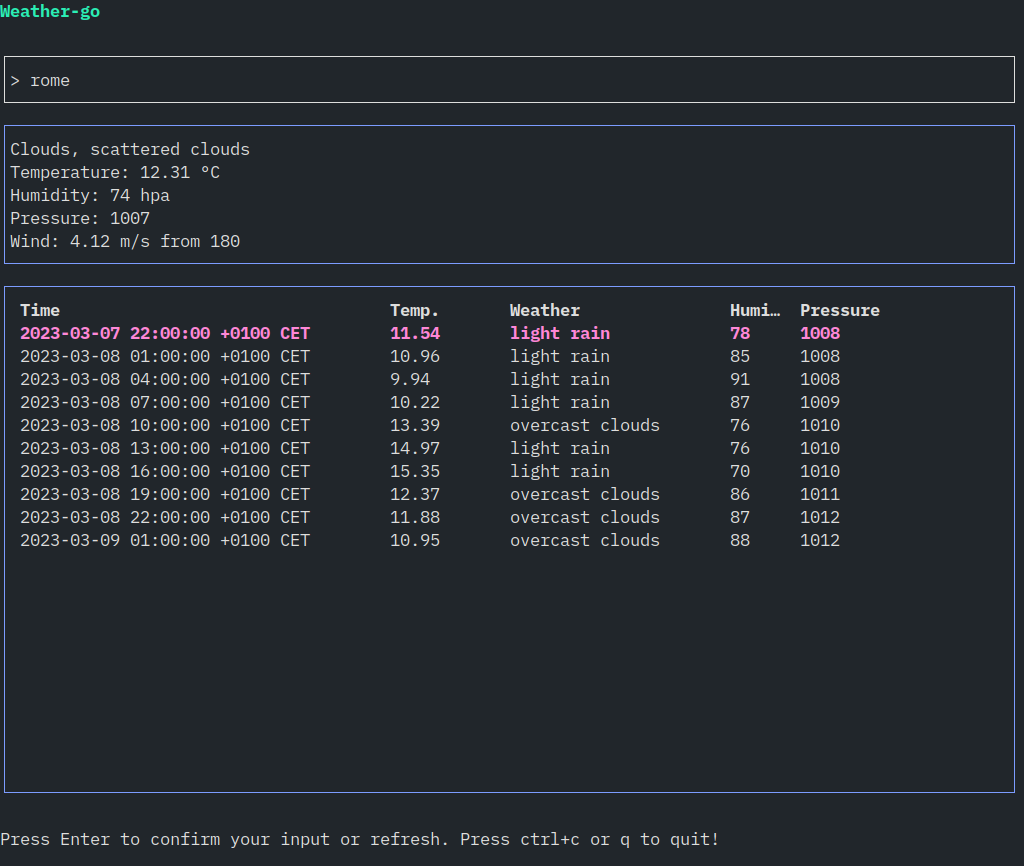 Weather-go
> rome
Clouds, scattered clouds
Temperature: 12.31 °C
Humidity: 74 hpa
Pressure: 1007
Wind: 4.12 m/s from 180
Time Temp. Weather Humi… Pressure
2023-03-07 22:00:00 +0100 CET 11.54 light rain 78 1008
2023-03-08 01:00:00 +0100 CET 10.96 light rain 85 1008
2023-03-08 04:00:00 +0100 CET 9.94 light rain 91 1008
2023-03-08 07:00:00 +0100 CET 10.22 light rain 87 1009
2023-03-08 10:00:00 +0100 CET 13.39 overcast clouds 76 1010
2023-03-08 13:00:00 +0100 CET 14.97 light rain 76 1010
2023-03-08 16:00:00 +0100 CET 15.35 light rain 70 1010
2023-03-08 19:00:00 +0100 CET 12.37 overcast clouds 86 1011
2023-03-08 22:00:00 +0100 CET 11.88 overcast clouds 87 1012
2023-03-09 01:00:00 +0100 CET 10.95 overcast clouds 88 1012
Press Enter to confirm your input or refresh. Press ctrl+c or q to quit!